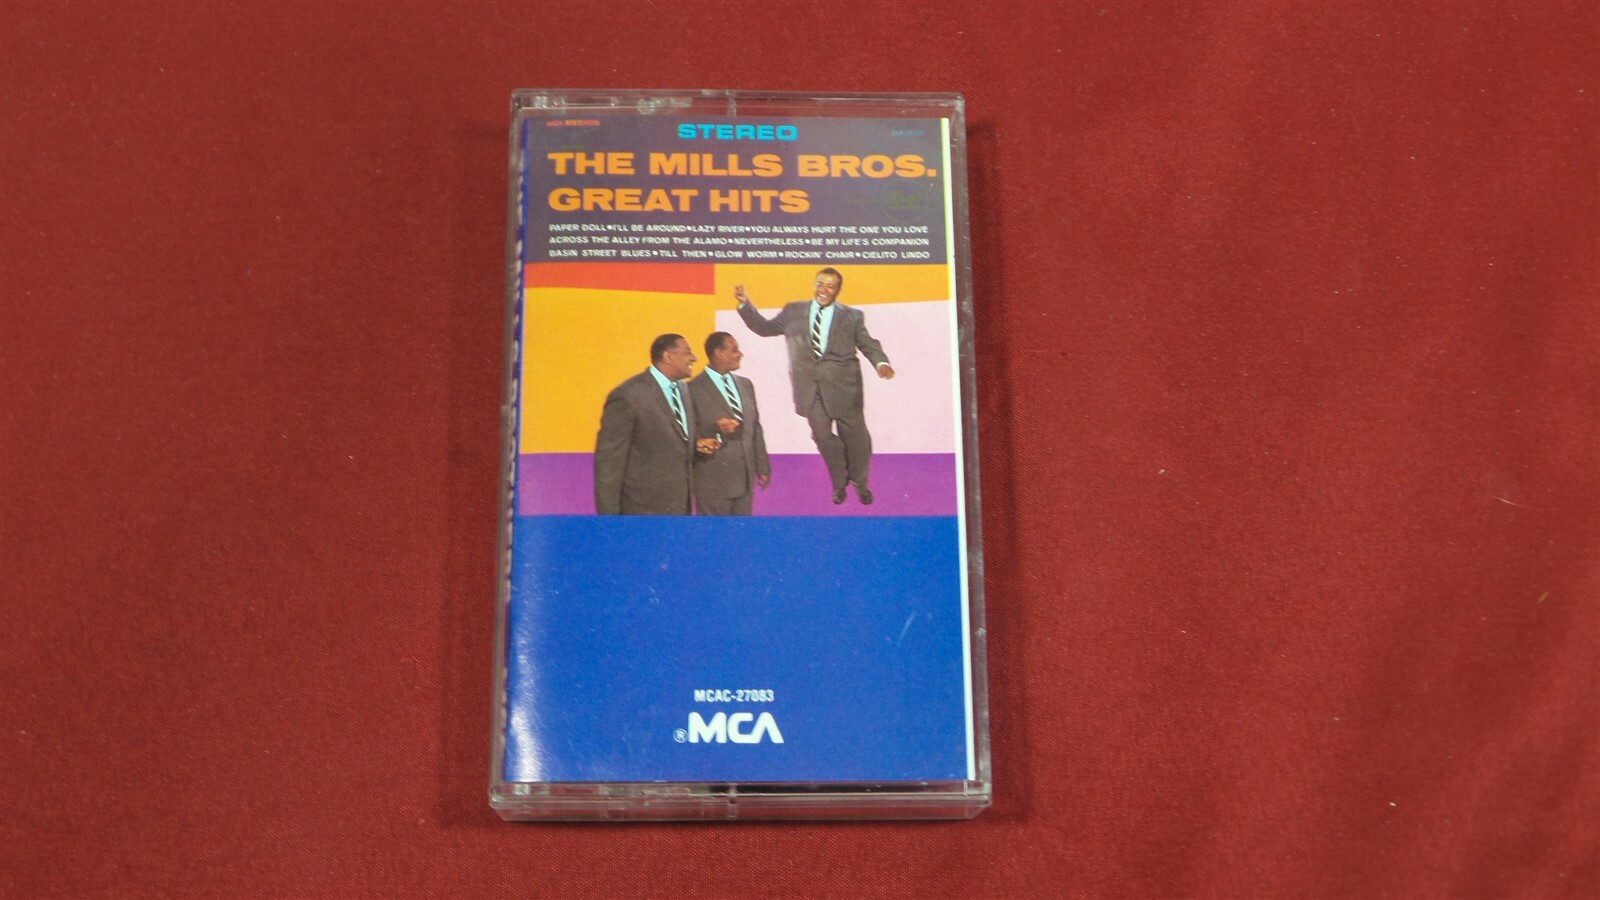 STEREO
THE MILLS BROS.
GREAT HITS
PAPER DOLL•I'LL BE AROUND•LAZY RIVER•YOU ALWAYS HURT THE ONE YOU LOVE
ACROSS THE ALLEY FROM THE ALAMO•NEVERTHELESS•BE MY LIFE'S COMPANION
BASIN STREET BLUES•TILL THEN•GLOW WORM•ROCKIN' CHAIR•CIELITO LINDO
MCAC-27083
®MCA